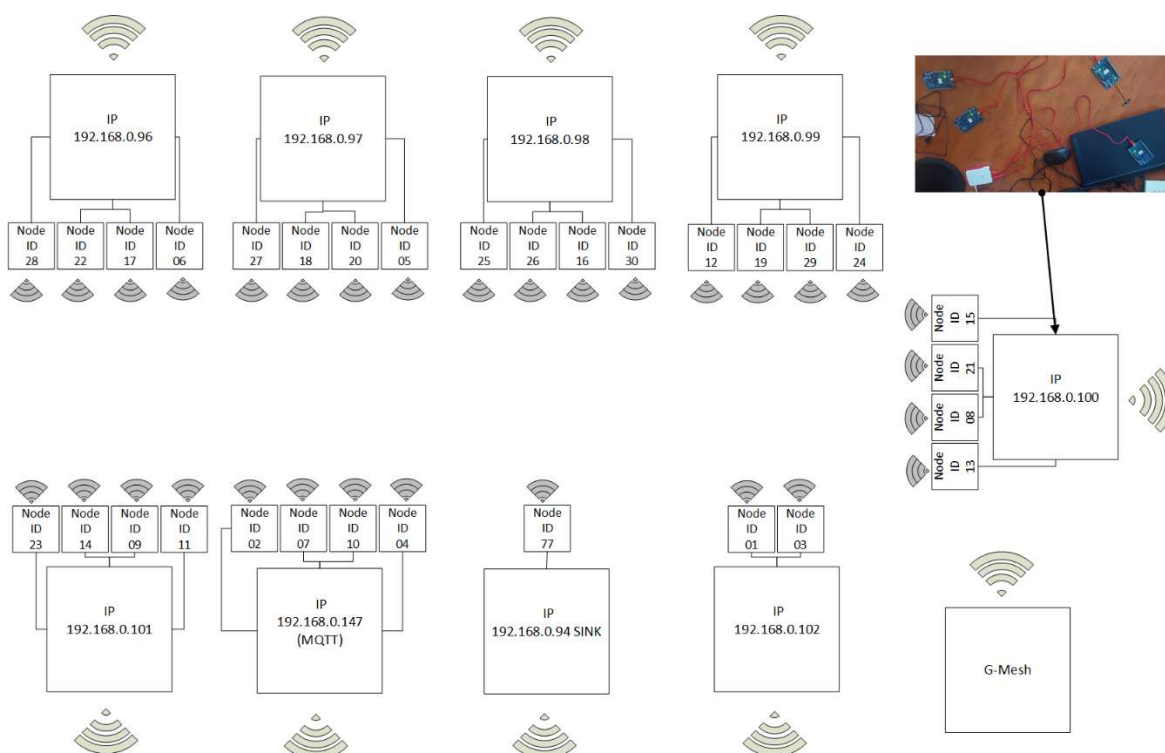 IP
192.168.0.96
IP
192.168.0.97
IP
192.168.0.98
IP
192.168.0.99
Node
ID
28
Node
ID
22
Node
ID
17
Node
ID
06
Node
ID
27
Node
ID
18
Node
ID
20
Node
ID
05
Node
ID
25
Node
ID
26
Node
ID
16
Node
ID
30
Node
ID
12
Node
ID
19
Node
ID
29
Node
ID
24
Node
ID
15
Node
ID
21
Node
ID
08
Node
ID
13
IP
192.168.0.100
Node
ID
23
Node
ID
14
Node
ID
09
Node
ID
11
Node
ID
02
Node
ID
07
Node
ID
10
Node
ID
04
Node
ID
77
Node
ID
01
Node
ID
03
IP
192.168.0.101
IP
192.168.0.147
(MQTT)
IP
192.168.0.94 SINK
IP
192.168.0.102
G-Mesh